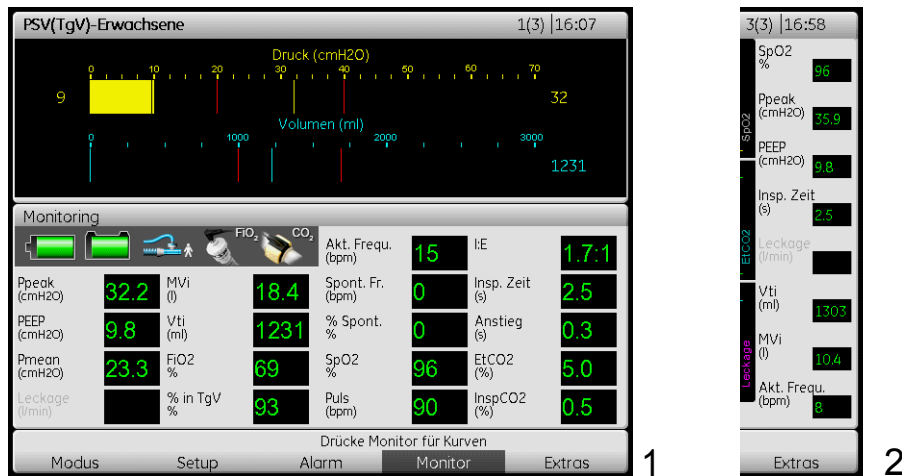 PSV(TgV)-Erwachsene 1(3) |16:07
Druck (cmH2O)
0 10 20 30 40 50 60 70
9 32
Volumen (ml)
0 1000 2000 3000
1231
Monitoring
FiO2 CO2
Akt. Frequ. (bpm) 15 I:E 1.7:1
Ppeak (cmH2O) 32.2 MVi (l) 18.4 Spont. Fr. (bpm) 0 Insp. Zeit (s) 2.5
PEEP (cmH2O) 9.8 Vti (ml) 1231 % Spont. % 0 Anstieg (s) 0.3
Pmean (cmH2O) 23.3 FiO2 % 69 SpO2 % 96 EtCO2 (%) 5.0
Leckage (l/min) % in TgV % 93 Puls (bpm) 90 InspCO2 (%) 0.5
Drücke Monitor für Kurven
Modus Setup Alarm Monitor Extras
1
3(3) |16:58
SpO2
% 96
Ppeak
(cmH2O) 35.9
SpO2
PEEP
(cmH2O) 9.8
Insp. Zeit
(s) 2.5
EtCO2
Leckage
(l/min)
Vti
(ml) 1303
MVi
(l) 10.4
Leckage
Akt. Frequ.
(bpm) 8
Extras
2